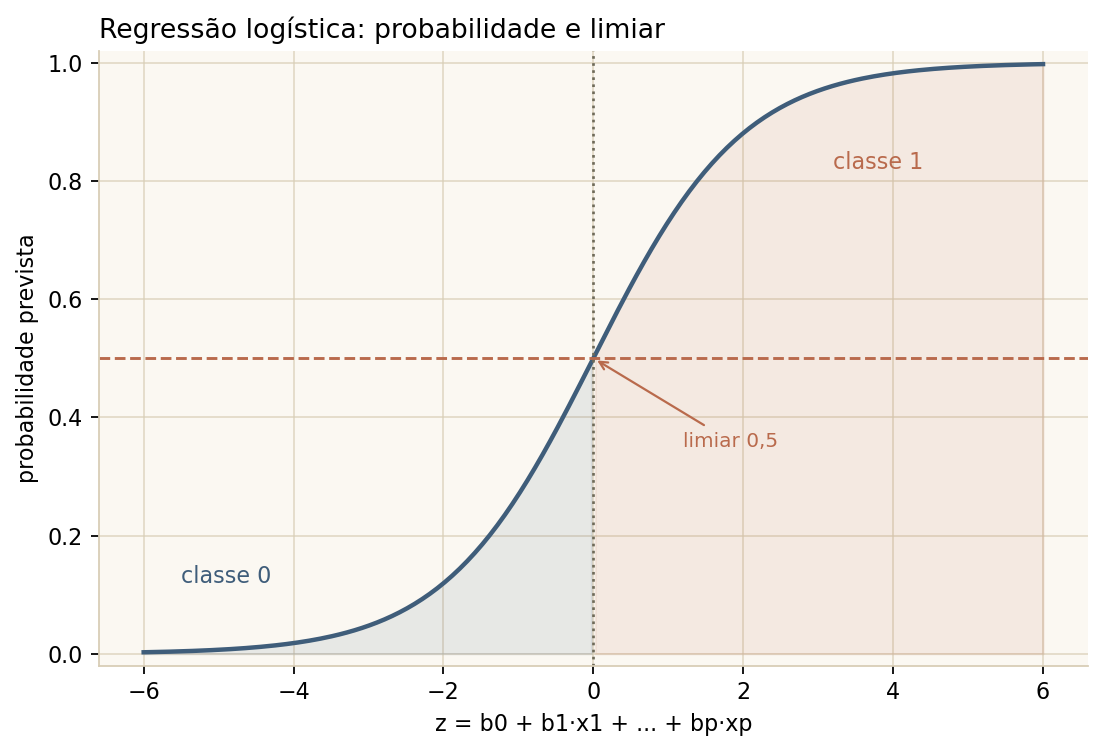 Regressão logística: probabilidade e limiar
probabilidade prevista
1.0
0.8
0.6
0.4
0.2
0.0
classe 1
limiar 0,5
classe 0
−6
−4
−2
0
2
4
6
z = b0 + b1·x1 + ... + bp·xp